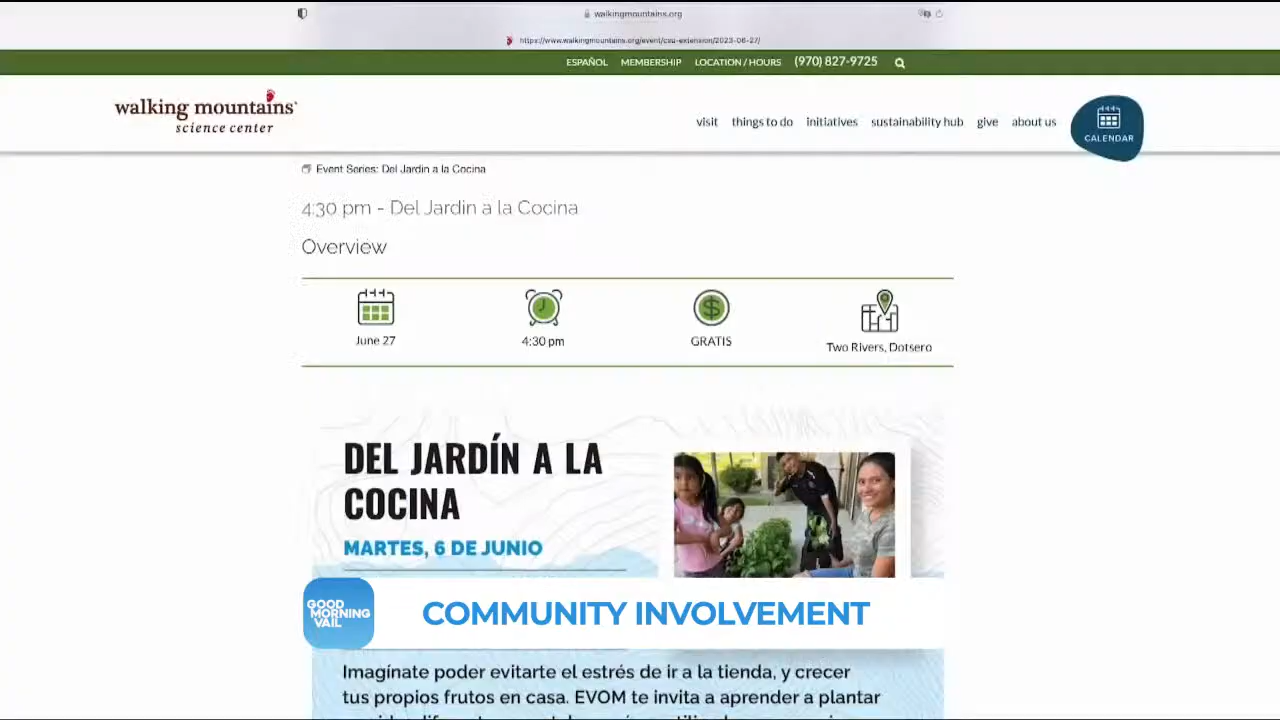 walkingmountains.org
https://www.walkingmountains.org/event/csu-extension/2023-06-27/
ESPAÑOL MEMBERSHIP LOCATION / HOURS (970) 827-9725
walking mountains
science center
visit things to do initiatives sustainability hub give about us
CALENDAR
Event Series: Del Jardin a la Cocina
4:30 pm - Del Jardin a la Cocina
Overview
June 27 4:30 pm GRATIS Two Rivers, Dotsero
DEL JARDÍN A LA
COCINA
MARTES, 6 DE JUNIO
GOOD
MORNING
VAIL
COMMUNITY INVOLVEMENT
Imagínate poder evitarte el estrés de ir a la tienda, y crecer
tus propios frutos en casa. EVOM te invita a aprender a plantar